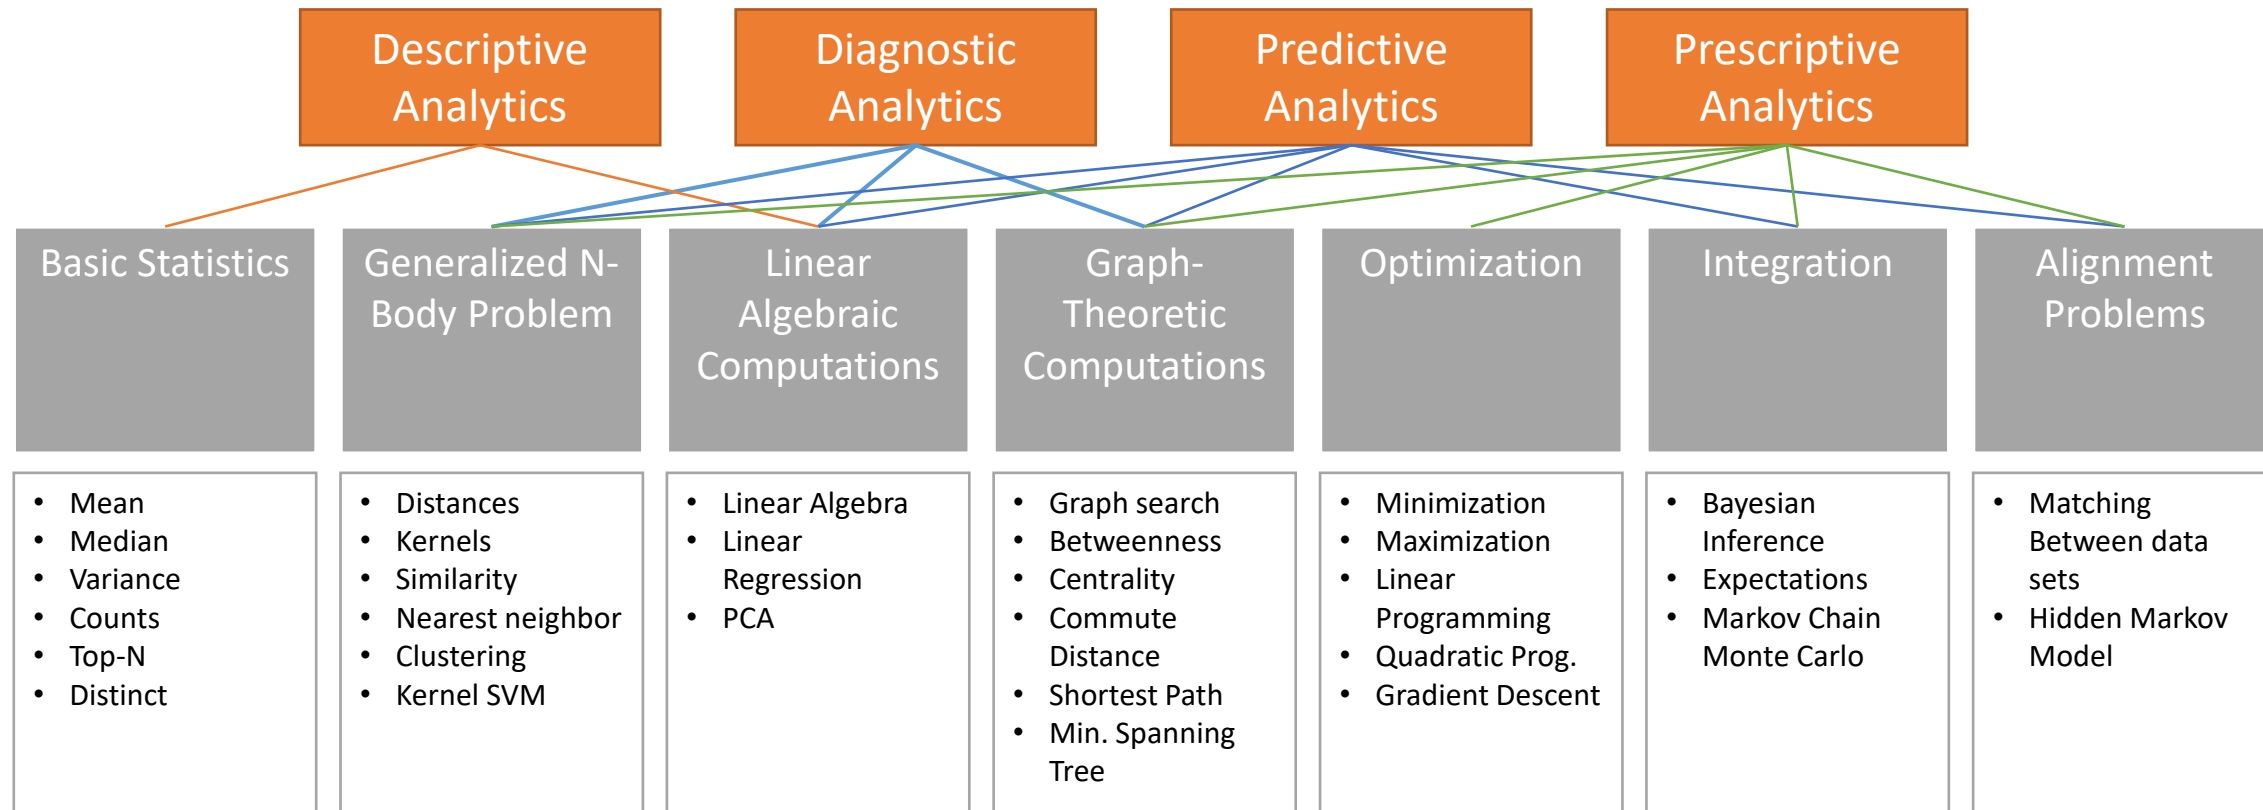 Descriptive
Analytics
Diagnostic
Analytics
Predictive
Analytics
Prescriptive
Analytics
Basic Statistics
Generalized N-
Body Problem
Linear
Algebraic
Computations
Graph-
Theoretic
Computations
Optimization
Integration
Alignment
Problems
• Mean
• Median
• Variance
• Counts
• Top-N
• Distinct
• Distances
• Kernels
• Similarity
• Nearest neighbor
• Clustering
• Kernel SVM
• Linear Algebra
• Linear
Regression
• PCA
• Graph search
• Betweenness
• Centrality
• Commute
Distance
• Shortest Path
• Min. Spanning
Tree
• Minimization
• Maximization
• Linear
Programming
• Quadratic Prog.
• Gradient Descent
• Bayesian
Inference
• Expectations
• Markov Chain
Monte Carlo
• Matching
Between data
sets
• Hidden Markov
Model